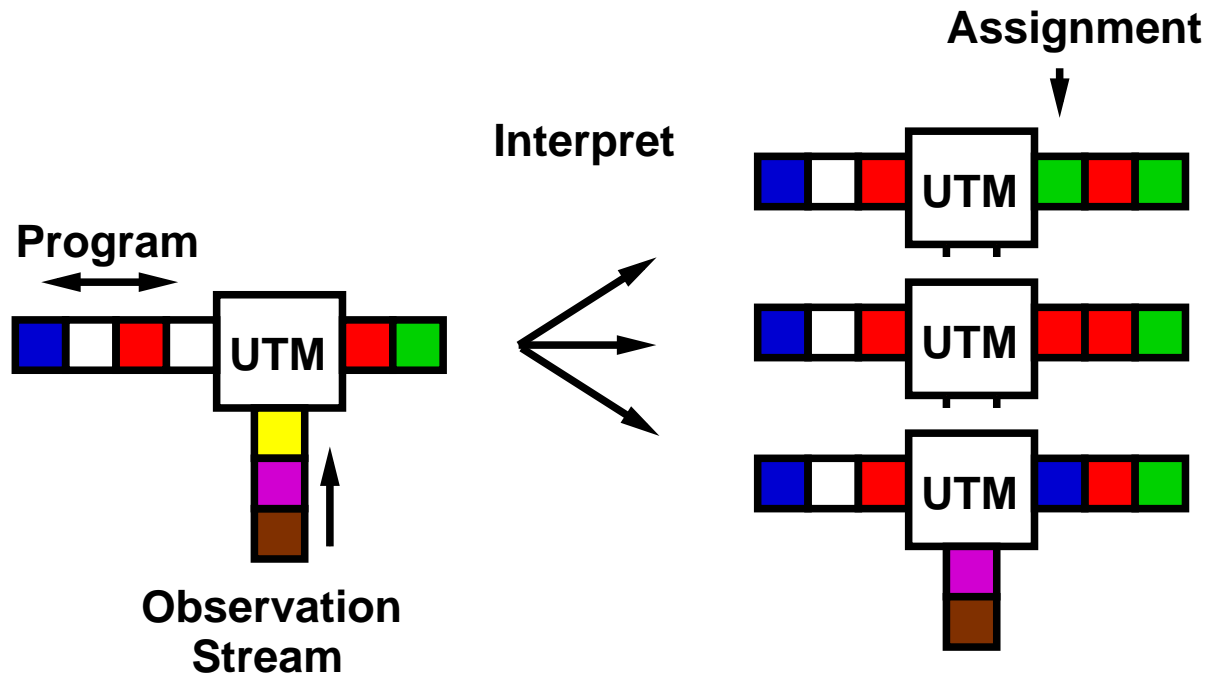 Assignment
Interpret
UTM
Program
UTM
UTM
UTM
Observation
Stream